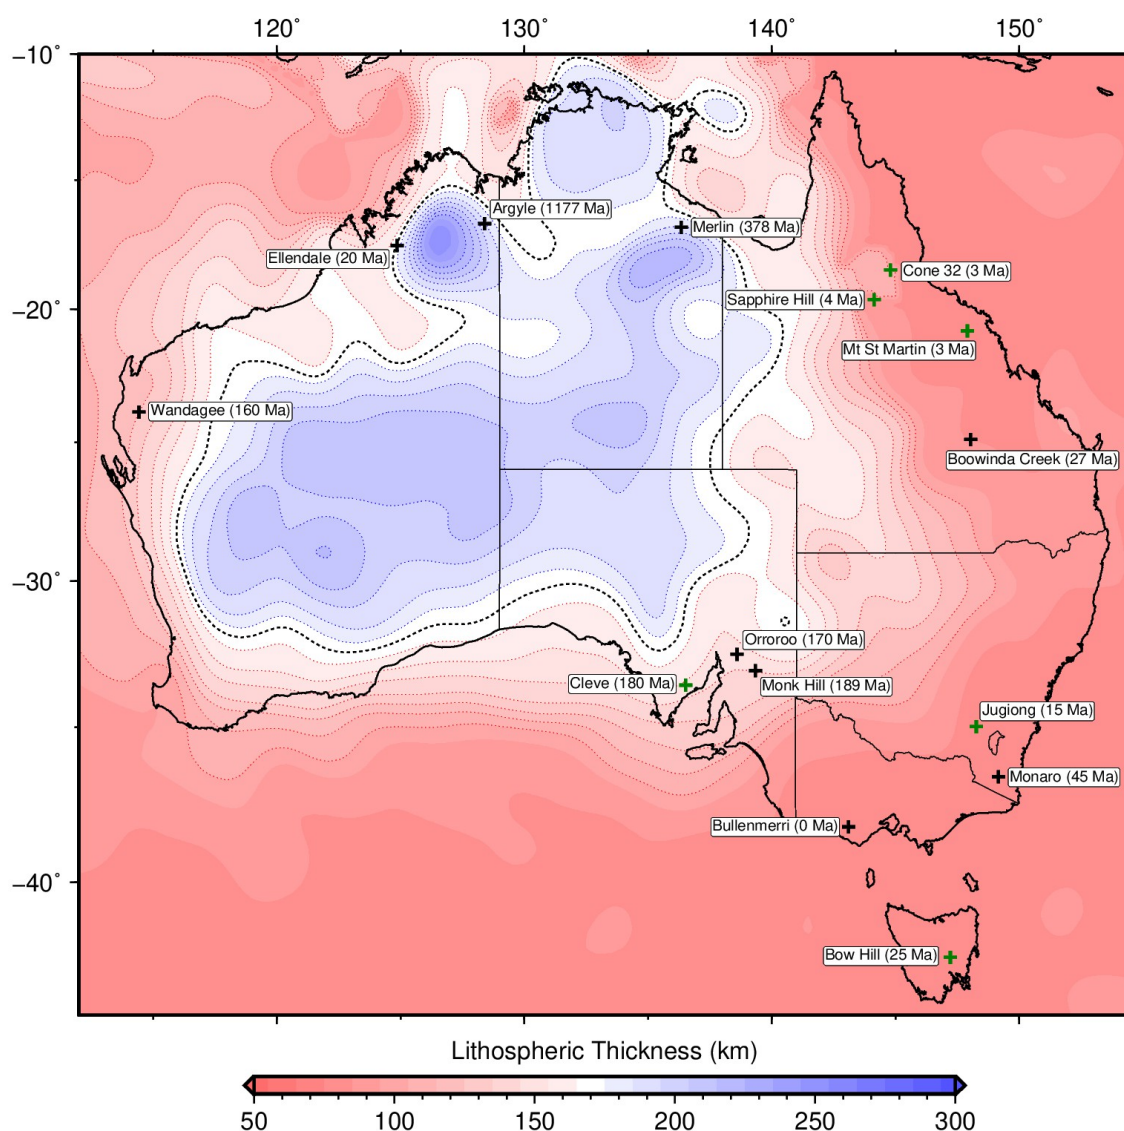 120° 130° 140° 150°
−10°
Argyle (1177 Ma)
Merlin (378 Ma)
Ellendale (20 Ma)
Cone 32 (3 Ma)
Sapphire Hill (4 Ma)
−20°
Mt St Martin (3 Ma)
Wandagee (160 Ma)
Boowinda Creek (27 Ma)
−30°
Orroroo (170 Ma)
Cleve (180 Ma)
Monk Hill (189 Ma)
Jugiong (15 Ma)
Monaro (45 Ma)
Bullenmerri (0 Ma)
−40°
Bow Hill (25 Ma)
Lithospheric Thickness (km)
50 100 150 200 250 300